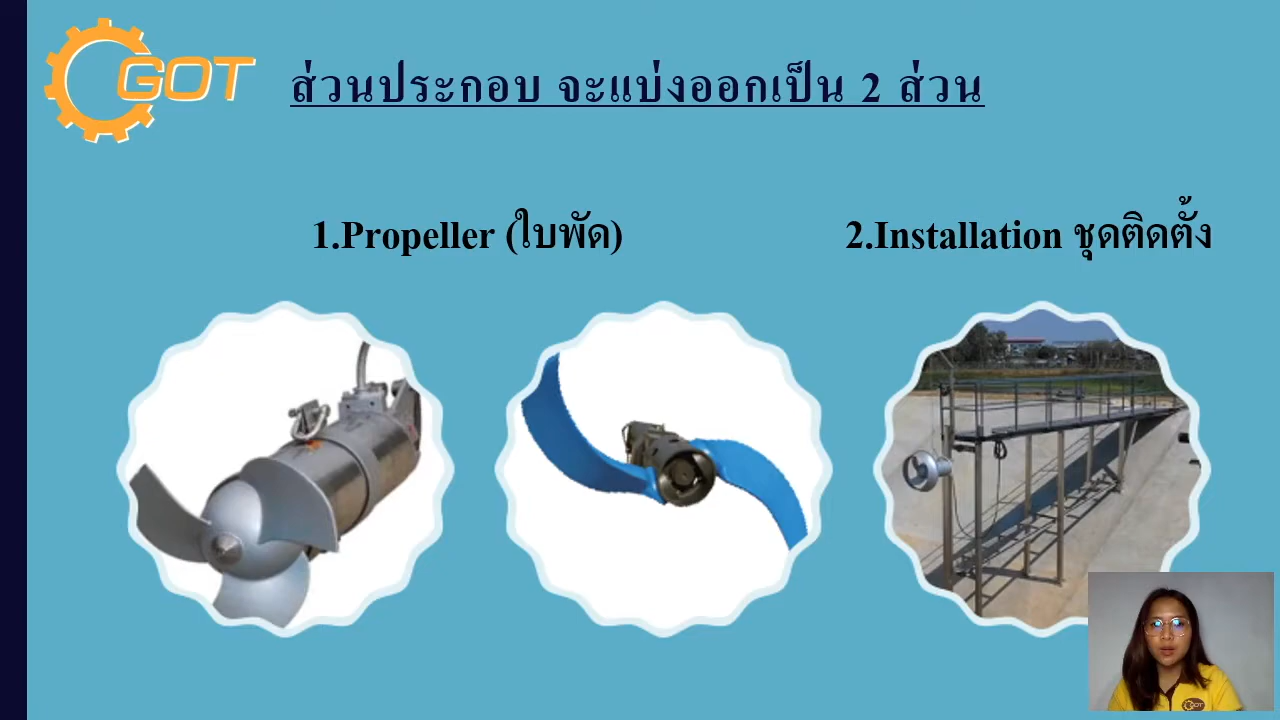 GOT
ส่วนประกอบ จะแบ่งออกเป็น 2 ส่วน
1.Propeller (ใบพัด)
2.Installation ชุดติดตั้ง
GOT